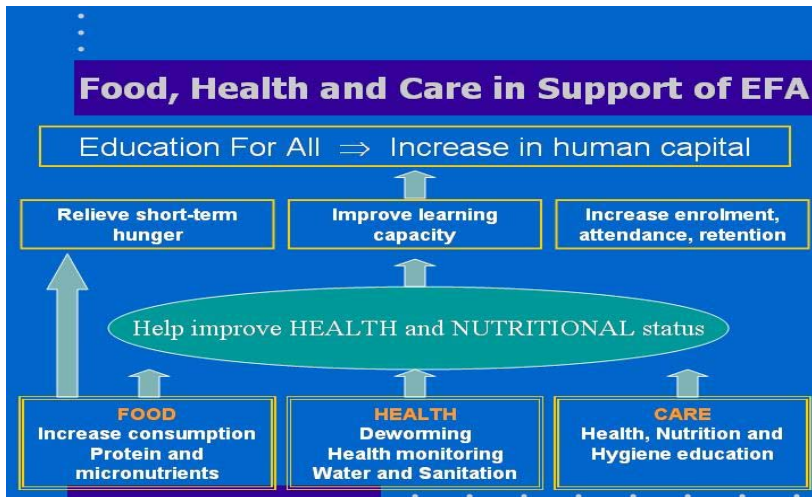 Food, Health and Care in Support of EFA
Education For All ⇒ Increase in human capital
Relieve short-term
hunger
Improve learning
capacity
Increase enrolment,
attendance, retention
Help improve HEALTH and NUTRITIONAL status
FOOD
Increase consumption
Protein and
micronutrients
HEALTH
Deworming
Health monitoring
Water and Sanitation
CARE
Health, Nutrition and
Hygiene education